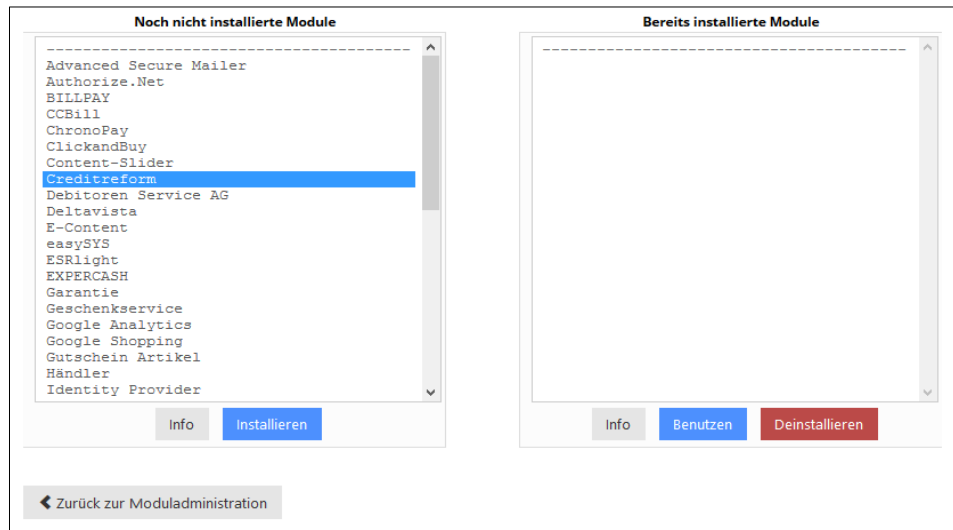 Noch nicht installierte Module
----------------------------------------
Advanced Secure Mailer
Authorize.Net
BILLPAY
CCBill
ChronoPay
ClickandBuy
Content-Slider
Creditreform
Debitoren Service AG
Deltavista
E-Content
easySYS
ESRlight
EXPERCASH
Garantie
Geschenkservice
Google Analytics
Google Shopping
Gutschein Artikel
Händler
Identity Provider
Info
Installieren
Bereits installierte Module
----------------------------------------
Info
Benutzen
Deinstallieren
Zurück zur Moduladministration